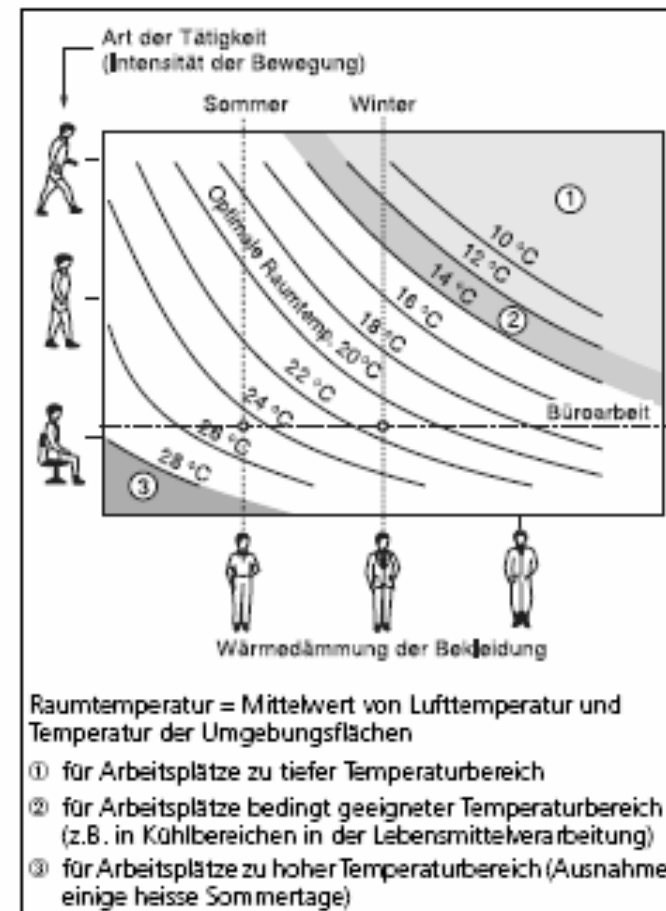 Art der Tätigkeit
(Intensität der Bewegung)
Sommer
Winter
①
10 °C
12 °C
14 °C
②
16 °C
18 °C
Optimale Raumtemp. 20°C
22 °C
24 °C
26 °C
28 °C
③
Büroarbeit
Wärmedämmung der Bekleidung
Raumtemperatur = Mittelwert von Lufttemperatur und
Temperatur der Umgebungsflächen
① für Arbeitsplätze zu tiefer Temperaturbereich
② für Arbeitsplätze bedingt geeigneter Temperaturbereich
(z.B. in Kühlbereichen in der Lebensmittelverarbeitung)
③ für Arbeitsplätze zu hoher Temperaturbereich (Ausnahme
einige heisse Sommertage)